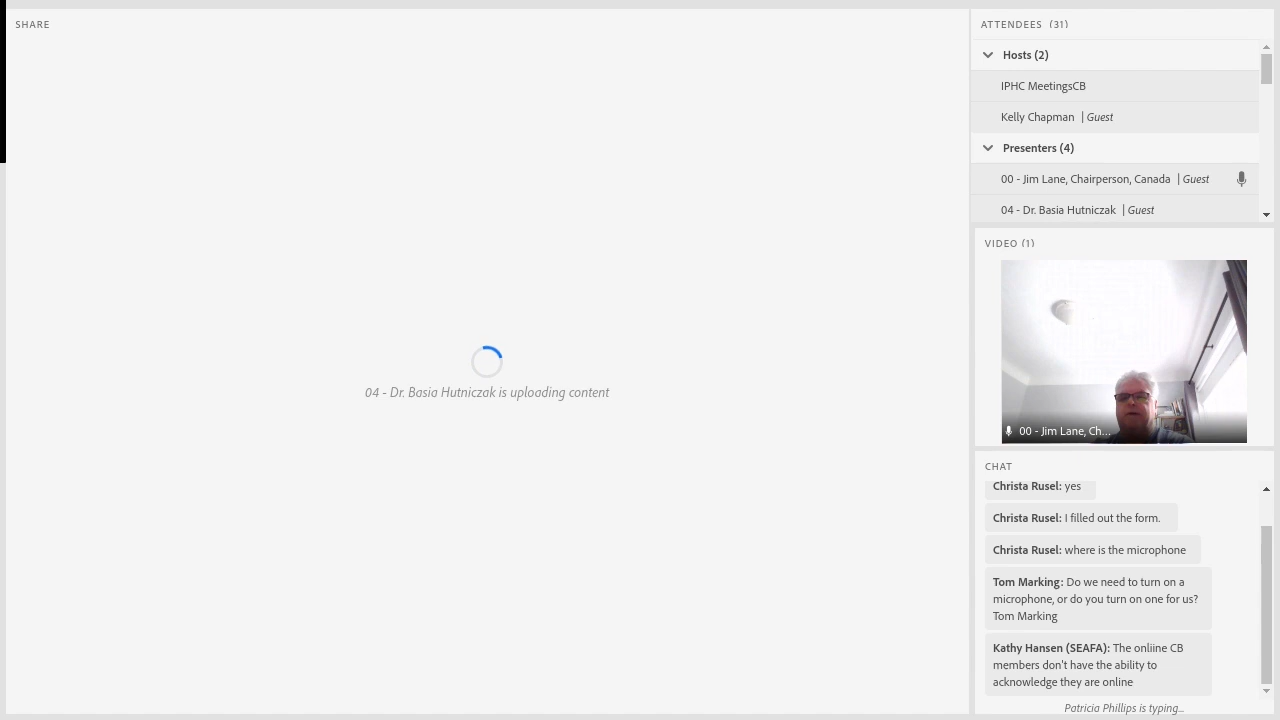 SHARE
04 - Dr. Basia Hutniczak is uploading content
ATTENDEES (31)
Hosts (2)
IPHC MeetingsCB
Kelly Chapman | Guest
Presenters (4)
00 - Jim Lane, Chairperson, Canada | Guest
04 - Dr. Basia Hutniczak | Guest
VIDEO (1)
00 - Jim Lane, Ch...
CHAT
Christa Rusel: yes
Christa Rusel: I filled out the form.
Christa Rusel: where is the microphone
Tom Marking: Do we need to turn on a
microphone, or do you turn on one for us?
Tom Marking
Kathy Hansen (SEAFA): The onliine CB
members don't have the ability to
acknowledge they are online
Patricia Phillips is typing...